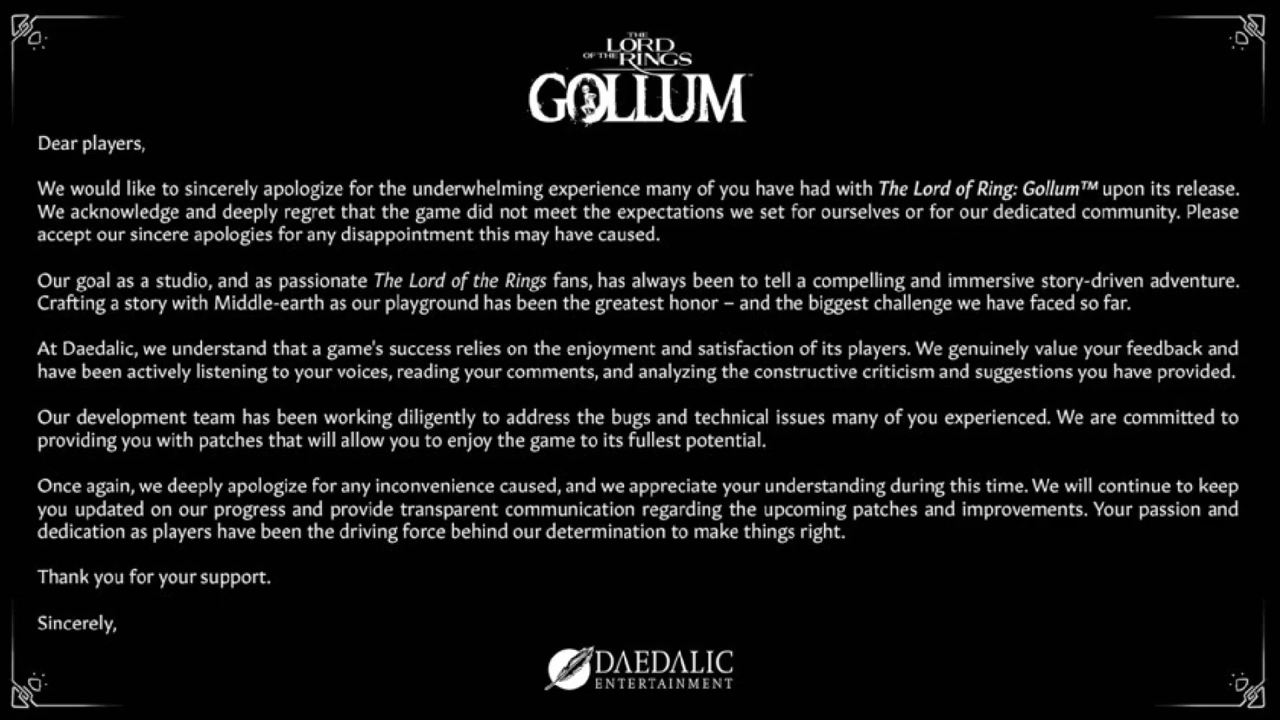 THE
LORD
OF THE RINGS
GOLLUM™
Dear players,
We would like to sincerely apologize for the underwhelming experience many of you have had with The Lord of Ring: Gollum™ upon its release.
We acknowledge and deeply regret that the game did not meet the expectations we set for ourselves or for our dedicated community. Please
accept our sincere apologies for any disappointment this may have caused.
Our goal as a studio, and as passionate The Lord of the Rings fans, has always been to tell a compelling and immersive story-driven adventure.
Crafting a story with Middle-earth as our playground has been the greatest honor – and the biggest challenge we have faced so far.
At Daedalic, we understand that a game's success relies on the enjoyment and satisfaction of its players. We genuinely value your feedback and
have been actively listening to your voices, reading your comments, and analyzing the constructive criticism and suggestions you have provided.
Our development team has been working diligently to address the bugs and technical issues many of you experienced. We are committed to
providing you with patches that will allow you to enjoy the game to its fullest potential.
Once again, we deeply apologize for any inconvenience caused, and we appreciate your understanding during this time. We will continue to keep
you updated on our progress and provide transparent communication regarding the upcoming patches and improvements. Your passion and
dedication as players have been the driving force behind our determination to make things right.
Thank you for your support.
Sincerely,
DAEDALIC
ENTERTAINMENT